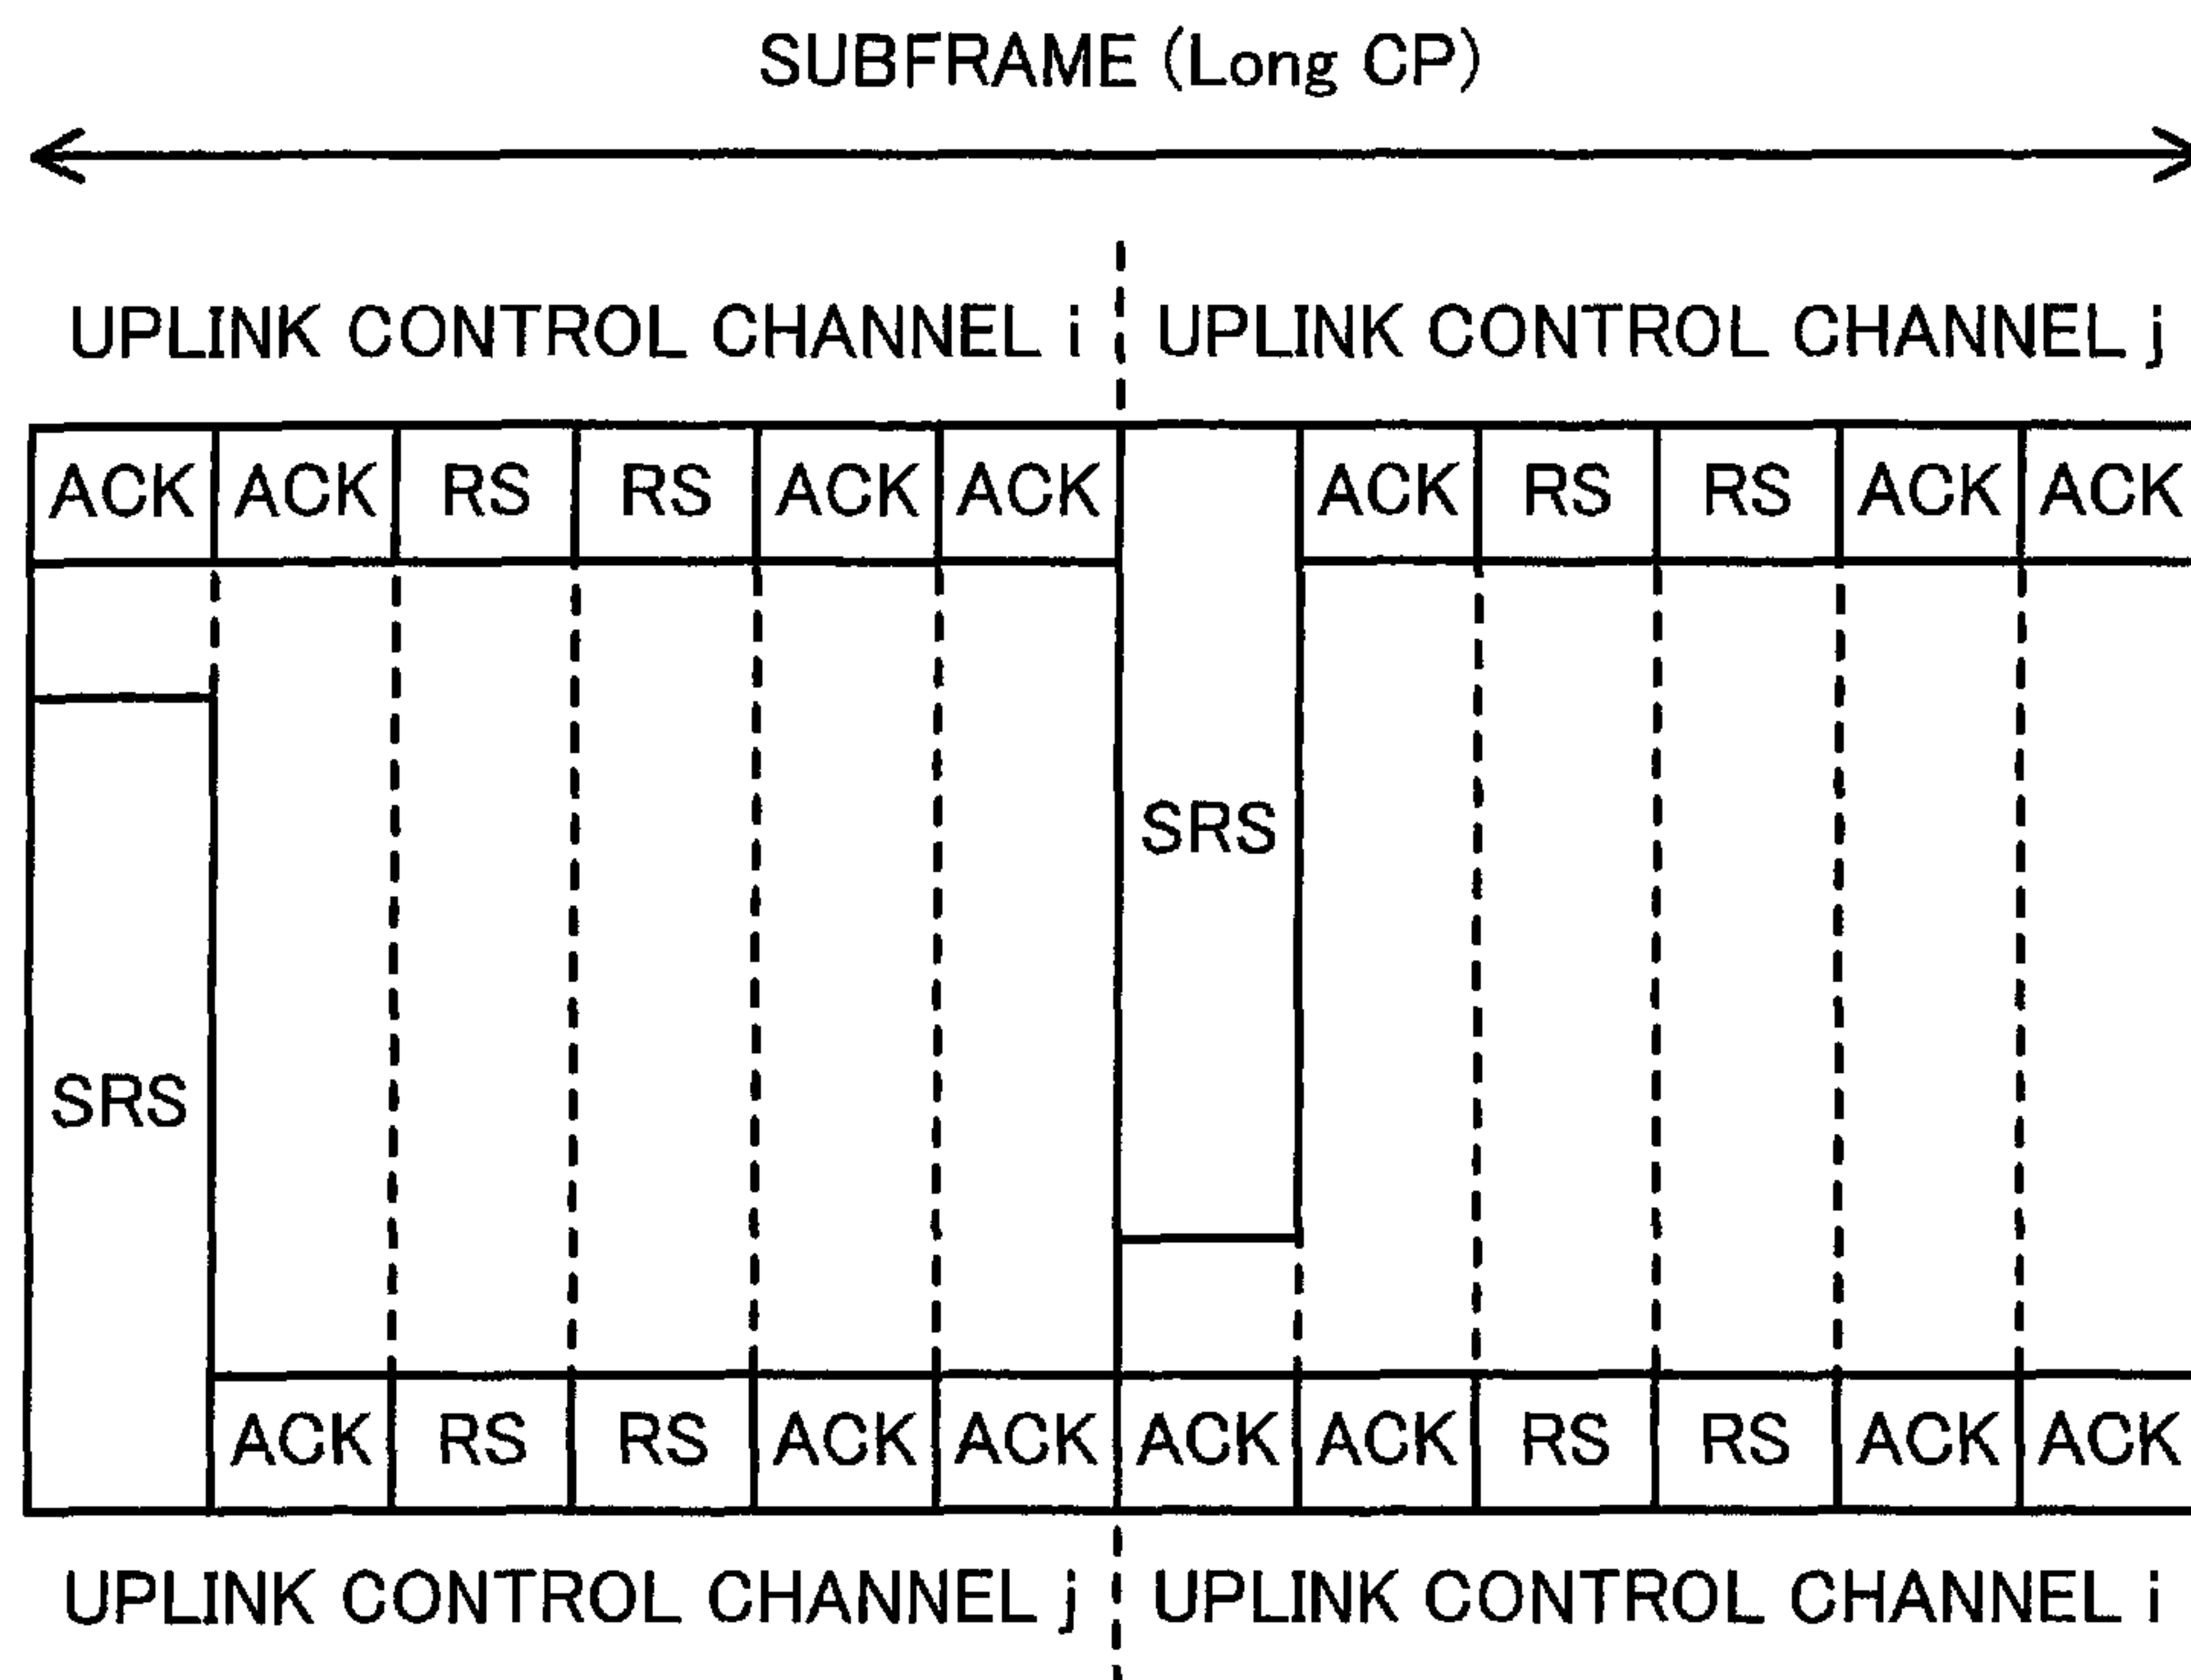 SUBFRAME (Long CP)
UPLINK CONTROL CHANNEL i UPLINK CONTROL CHANNEL j
ACK ACK RS RS ACK ACK ACK RS RS ACK ACK
SRS
SRS
ACK RS RS ACK ACK ACK ACK RS RS ACK ACK
UPLINK CONTROL CHANNEL j UPLINK CONTROL CHANNEL i